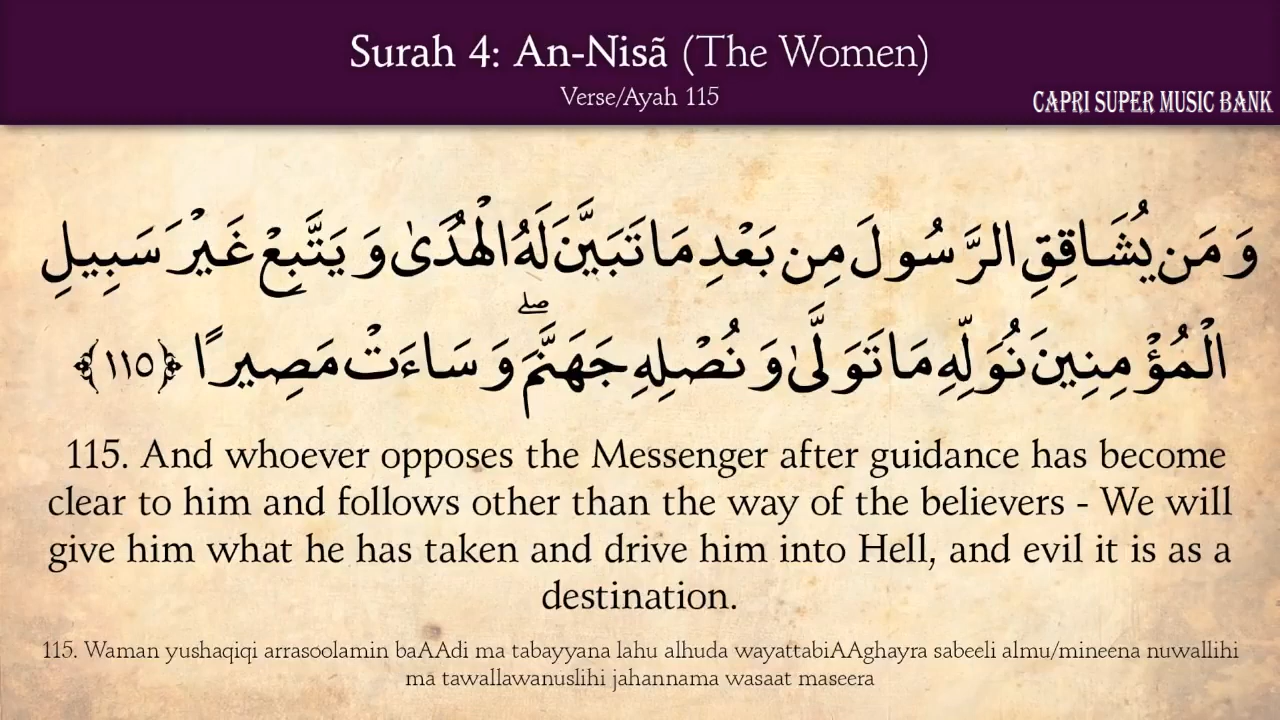 Surah 4: An-Nisã (The Women)
Verse/Ayah 115
CAPRI SUPER MUSIC BANK
وَمَن يُشَاقِقِ الرَّسُولَ مِن بَعْدِ مَا تَبَيَّنَ لَهُ الْهُدَىٰ وَيَتَّبِعْ غَيْرَ سَبِيلِ
الْمُؤْمِنِينَ نُوَلِّهِ مَا تَوَلَّىٰ وَنُصْلِهِ جَهَنَّمَ ۖ وَسَاءَتْ مَصِيرًا ﴿١١٥﴾
115. And whoever opposes the Messenger after guidance has become
clear to him and follows other than the way of the believers - We will
give him what he has taken and drive him into Hell, and evil it is as a
destination.
115. Waman yushaqiqi arrasoolamin baAAdi ma tabayyana lahu alhuda wayattabiAAghayra sabeeli almu/mineena nuwallihi
ma tawallawanuslihi jahannama wasaat maseera